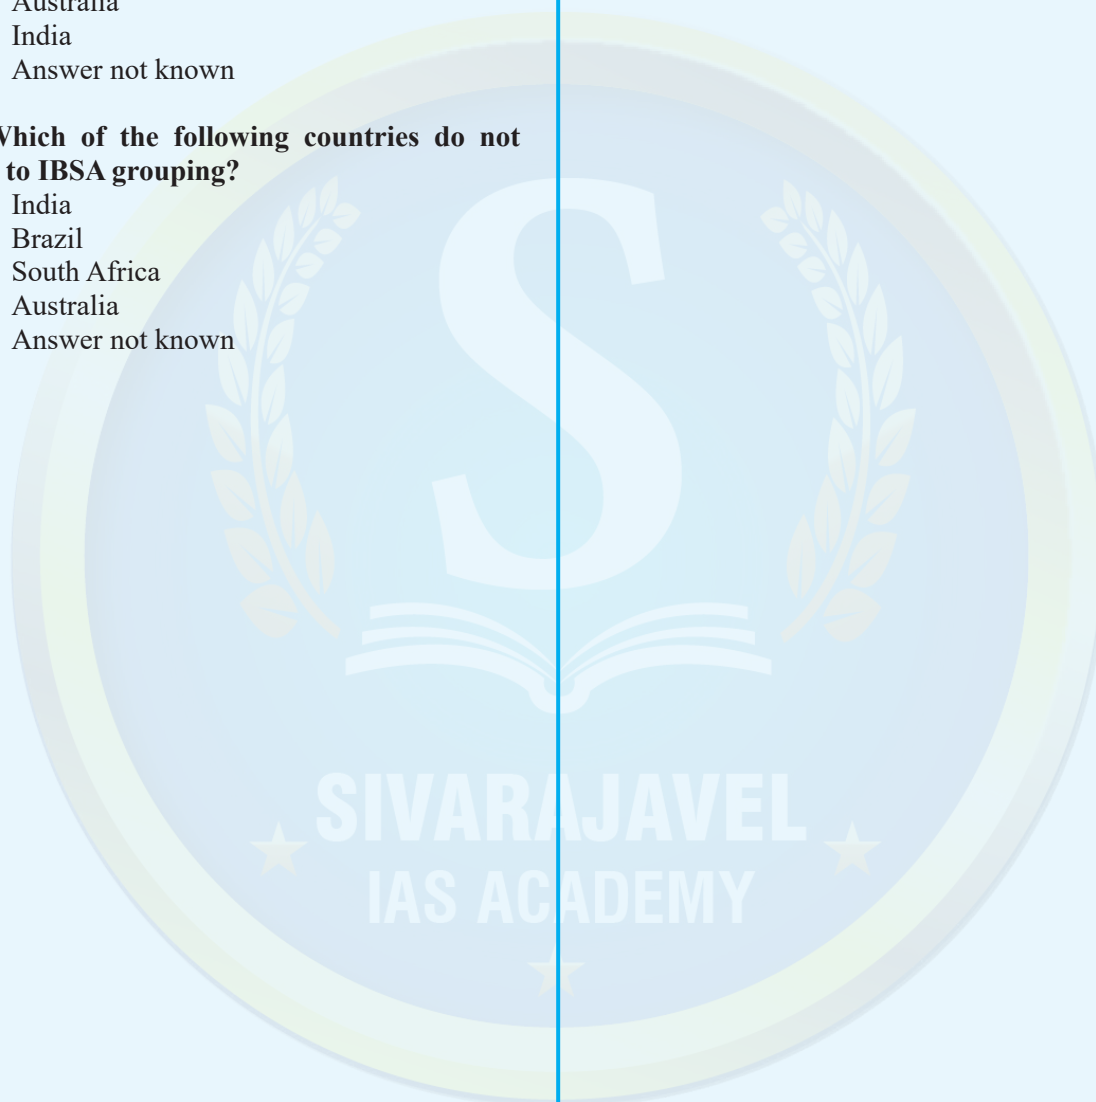 Australia
India
Answer not known
Which of the following countries do not
to IBSA grouping?
India
Brazil
South Africa
Australia
Answer not known
S
SIVARAJAVEL
IAS ACADEMY